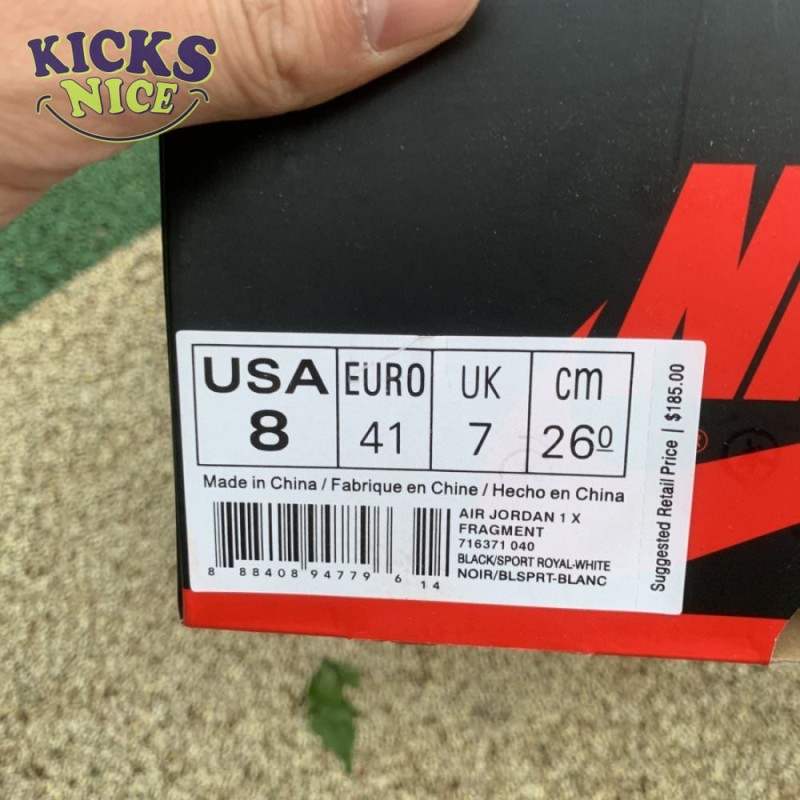 KICKS
NICE
USA EURO UK cm
8 41 7 26⁰
Made in China / Fabrique en Chine / Hecho en China
AIR JORDAN 1 X
FRAGMENT
716371 040
BLACK/SPORT ROYAL-WHITE
NOIR/BLSPRT-BLANC
8 88408 94779 6 14
Suggested Retail Price | $185.00
®